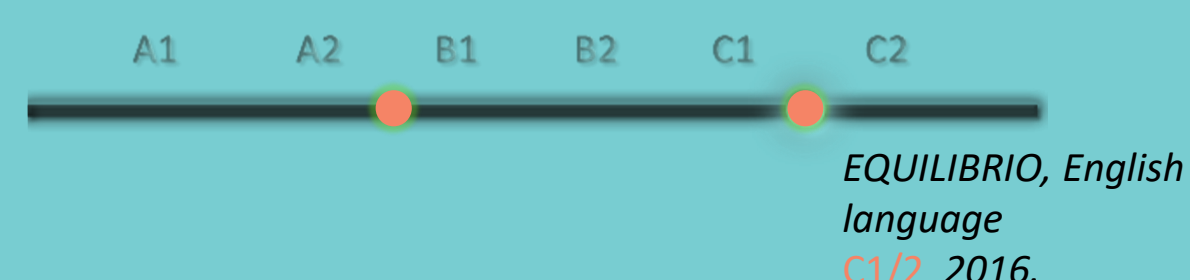 A1 A2 B1 B2 C1 C2
EQUILIBRIO, English
language
C1/2 2016.